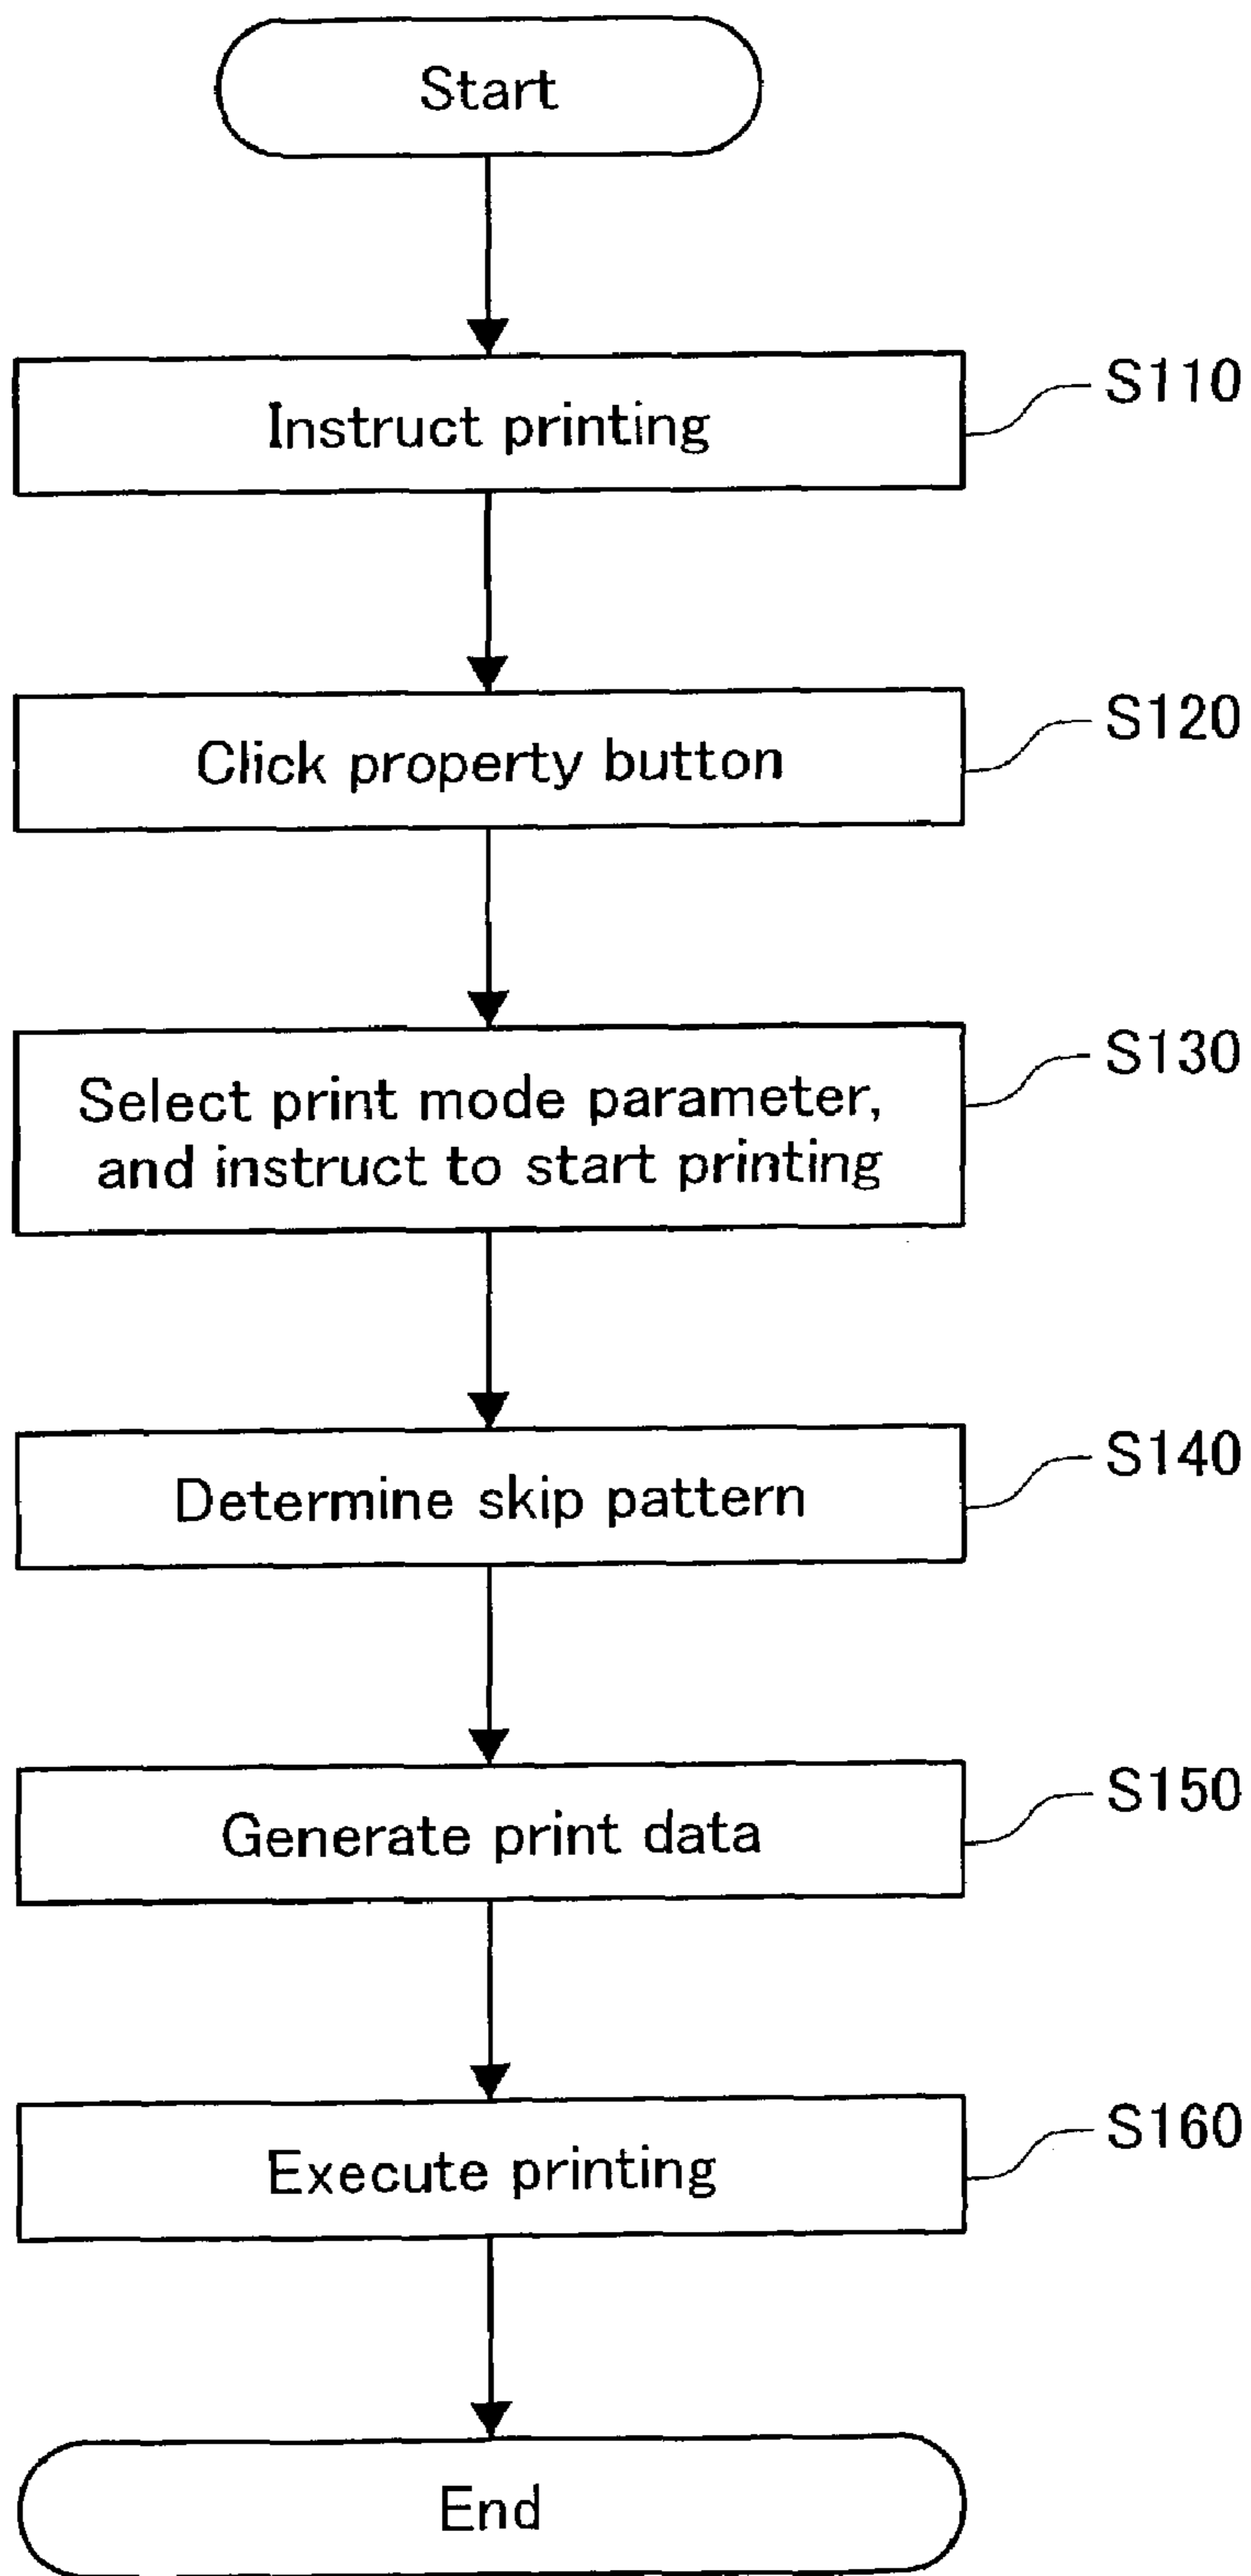 Start
Instruct printing
S110
Click property button
S120
Select print mode parameter,
and instruct to start printing
S130
Determine skip pattern
S140
Generate print data
S150
Execute printing
S160
End